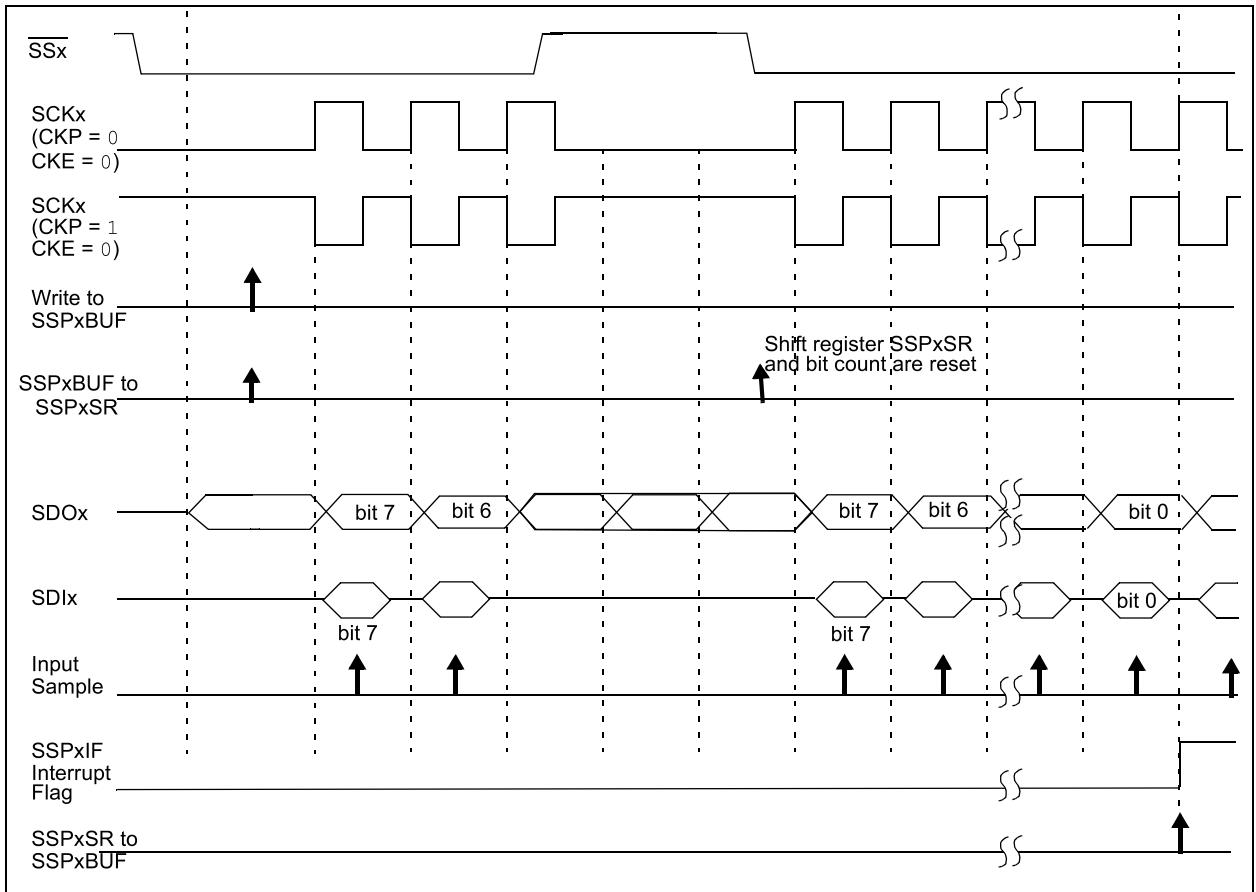 SSx
SCKx
(CKP = 0
CKE = 0)
SCKx
(CKP = 1
CKE = 0)
Write to
SSPxBUF
Shift register SSPxSR
and bit count are reset
SSPxBUF to
SSPxSR
SDOx
bit 7
bit 6
bit 7
bit 6
bit 0
SDIx
bit 0
bit 7
bit 7
Input
Sample
SSPxIF
Interrupt
Flag
SSPxSR to
SSPxBUF